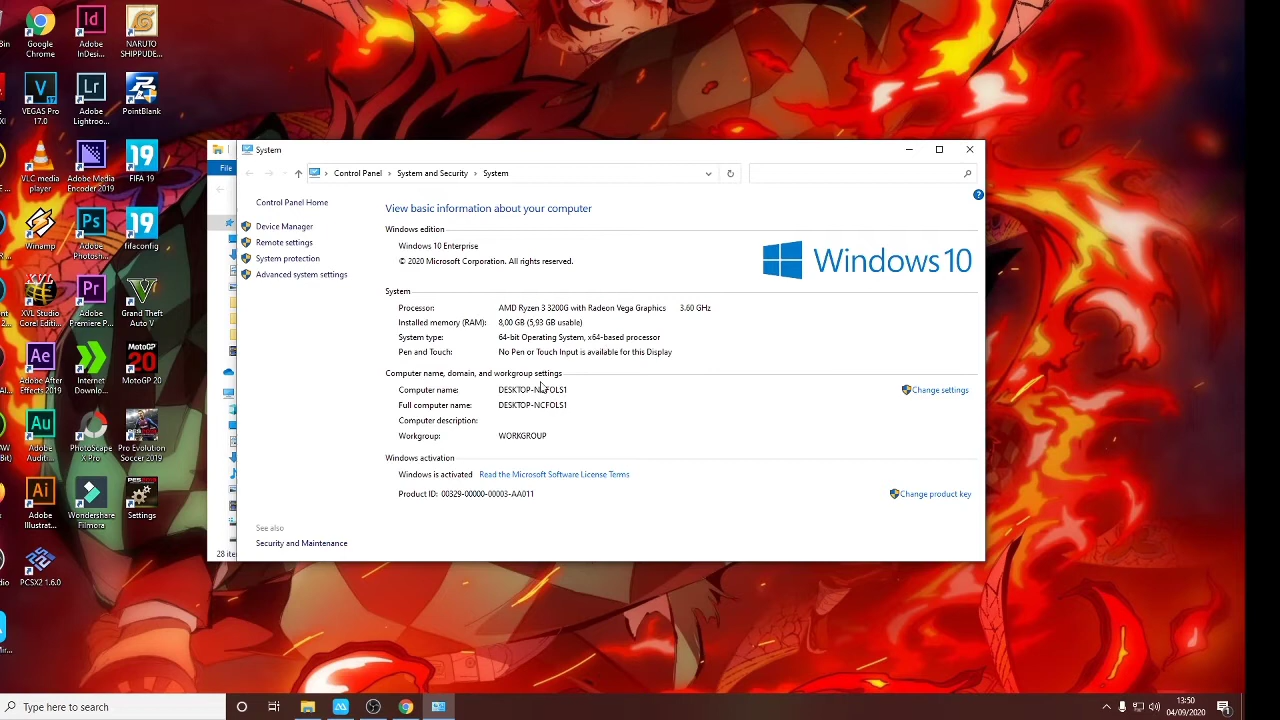 Bin
Google
Chrome
Adobe
InDesi...
NARUTO
SHIPPUDE...
VEGAS Pro
17.0
Adobe
Lightroo...
PointBlank
VLC media
player
Adobe Media
Encoder 2019
FIFA 19
Winamp
Adobe
Photosh...
fifaconfig
XVL Studio
Corel Editi...
Adobe
Premiere P...
Grand Theft
Auto V
Adobe After
Effects 2019
Internet
Downlo...
MotoGP 20
Adobe
Auditi...
PhotoScape
X Pro
Pro Evolution
Soccer 2019
Adobe
Illustrat...
Wondershare
Filmora
Settings
PCSX2 1.6.0
File
28 ite
System
Control Panel › System and Security › System
Control Panel Home
Device Manager
Remote settings
System protection
Advanced system settings
See also
Security and Maintenance
View basic information about your computer
Windows edition
Windows 10 Enterprise
© 2020 Microsoft Corporation. All rights reserved.
Windows 10
System
Processor: AMD Ryzen 3 3200G with Radeon Vega Graphics 3.60 GHz
Installed memory (RAM): 8,00 GB (5,93 GB usable)
System type: 64-bit Operating System, x64-based processor
Pen and Touch: No Pen or Touch Input is available for this Display
Computer name, domain, and workgroup settings
Computer name: DESKTOP-NCFOLS1
Change settings
Full computer name: DESKTOP-NCFOLS1
Computer description:
Workgroup: WORKGROUP
Windows activation
Windows is activated Read the Microsoft Software License Terms
Product ID: 00329-00000-00003-AA011
Change product key
Type here to search
13:50
04/09/2020